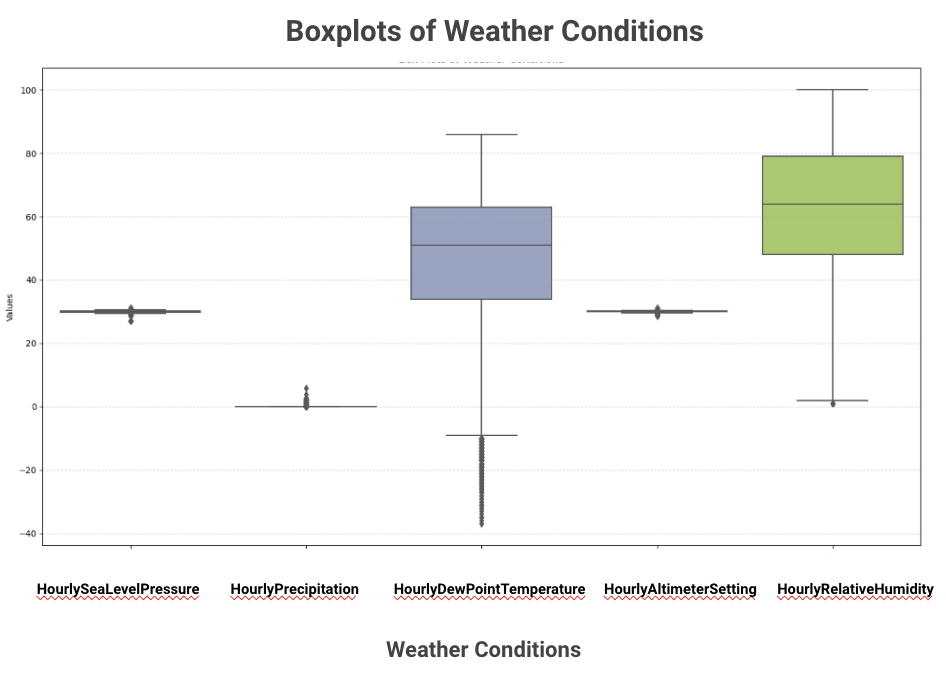 Boxplots of Weather Conditions
100
80
60
40
20
0
−20
−40
Values
HourlySeaLevelPressure HourlyPrecipitation HourlyDewPointTemperature HourlyAltimeterSetting HourlyRelativeHumidity
Weather Conditions